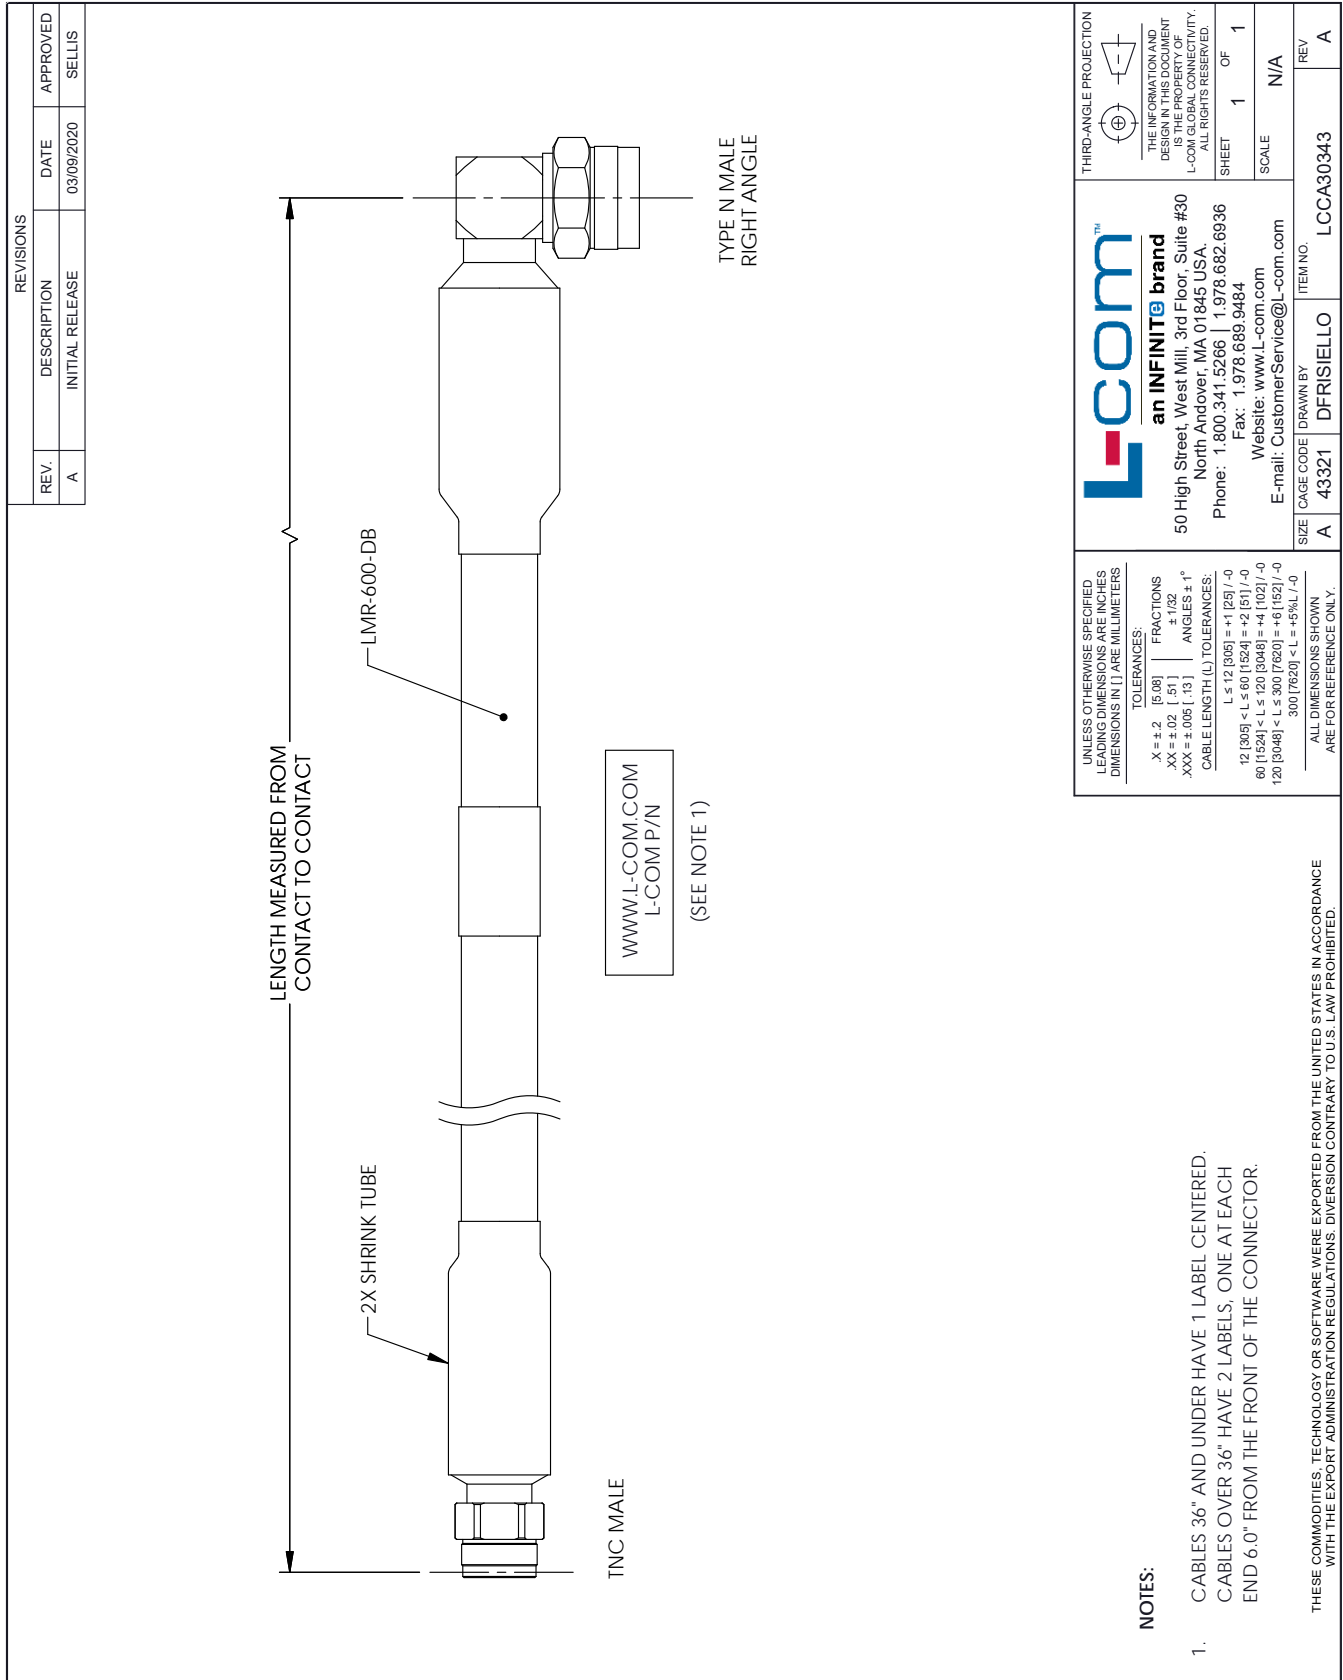 REVISIONS
REV. DESCRIPTION DATE APPROVED
A INITIAL RELEASE 03/09/2020 SELLIS
LENGTH MEASURED FROM
CONTACT TO CONTACT
2X SHRINK TUBE
LMR-600-DB
TNC MALE
TYPE N MALE
RIGHT ANGLE
WWW.L-COM.COM
L-COM P/N
(SEE NOTE 1)
NOTES:
1. CABLES 36" AND UNDER HAVE 1 LABEL CENTERED.
CABLES OVER 36" HAVE 2 LABELS, ONE AT EACH
END 6.0" FROM THE FRONT OF THE CONNECTOR.
THESE COMMODITIES, TECHNOLOGY OR SOFTWARE WERE EXPORTED FROM THE UNITED STATES IN ACCORDANCE
WITH THE EXPORT ADMINISTRATION REGULATIONS. DIVERSION CONTRARY TO U.S. LAW PROHIBITED.
UNLESS OTHERWISE SPECIFIED
LEADING DIMENSIONS ARE INCHES
DIMENSIONS IN [ ] ARE MILLIMETERS
TOLERANCES:
.X = ±.2 [5.08] FRACTIONS
.XX = ±.02 [.51] ± 1/32
.XXX = ±.005 [.13] ANGLES ± 1°
CABLE LENGTH (L) TOLERANCES:
L ≤ 12 [305] = +1 [25] / -0
12 [305] < L ≤ 60 [1524] = +2 [51] / -0
60 [1524] < L ≤ 120 [3048] = +4 [102] / -0
120 [3048] < L ≤ 300 [7620] = +6 [152] / -0
300 [7620] < L = +5%L / -0
ALL DIMENSIONS SHOWN
ARE FOR REFERENCE ONLY.
L-com™
an INFINITe brand
50 High Street, West Mill, 3rd Floor, Suite #30
North Andover, MA 01845 USA.
Phone: 1.800.341.5266 | 1.978.682.6936
Fax: 1.978.689.9484
Website: www.L-com.com
E-mail: CustomerService@L-com.com
THIRD-ANGLE PROJECTION
THE INFORMATION AND
DESIGN IN THIS DOCUMENT
IS THE PROPERTY OF
L-COM GLOBAL CONNECTIVITY.
ALL RIGHTS RESERVED.
SHEET 1 OF 1
SCALE N/A
SIZE A
CAGE CODE 43321
DRAWN BY DFRISIELLO
ITEM NO. LCCA30343
REV A